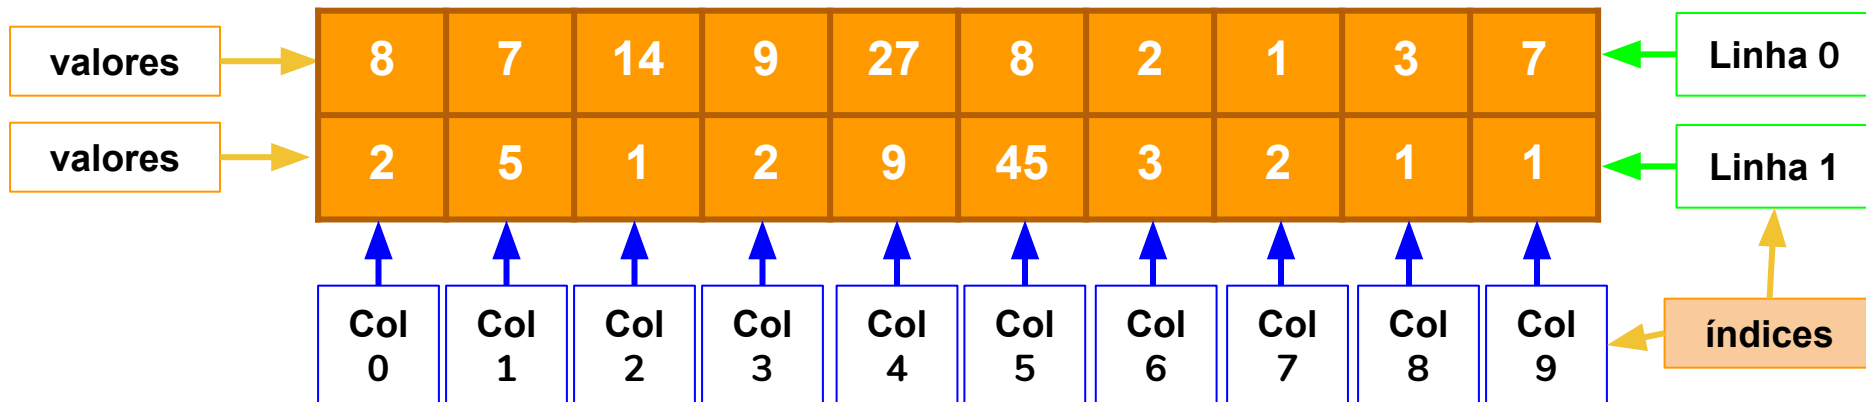 valores 8 7 14 9 27 8 2 1 3 7 Linha 0
valores 2 5 1 2 9 45 3 2 1 1 Linha 1
Col Col Col Col Col Col Col Col Col Col
0 1 2 3 4 5 6 7 8 9
índices